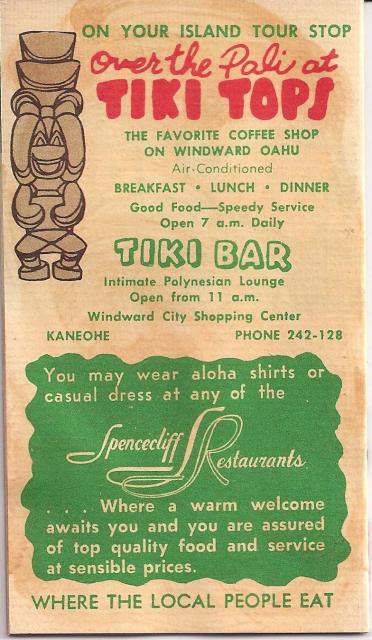 ON YOUR ISLAND TOUR STOP
over the Pali at
TIKI TOPS
THE FAVORITE COFFEE SHOP
ON WINDWARD OAHU
Air-Conditioned
BREAKFAST • LUNCH • DINNER
Good Food—Speedy Service
Open 7 a.m. Daily
TIKI BAR
Intimate Polynesian Lounge
Open from 11 a.m.
Windward City Shopping Center
KANEOHE PHONE 242-128
You may wear aloha shirts or
casual dress at any of the
Spencecliff Restaurants
. . . Where a warm welcome
awaits you and you are assured
of top quality food and service
at sensible prices.
WHERE THE LOCAL PEOPLE EAT